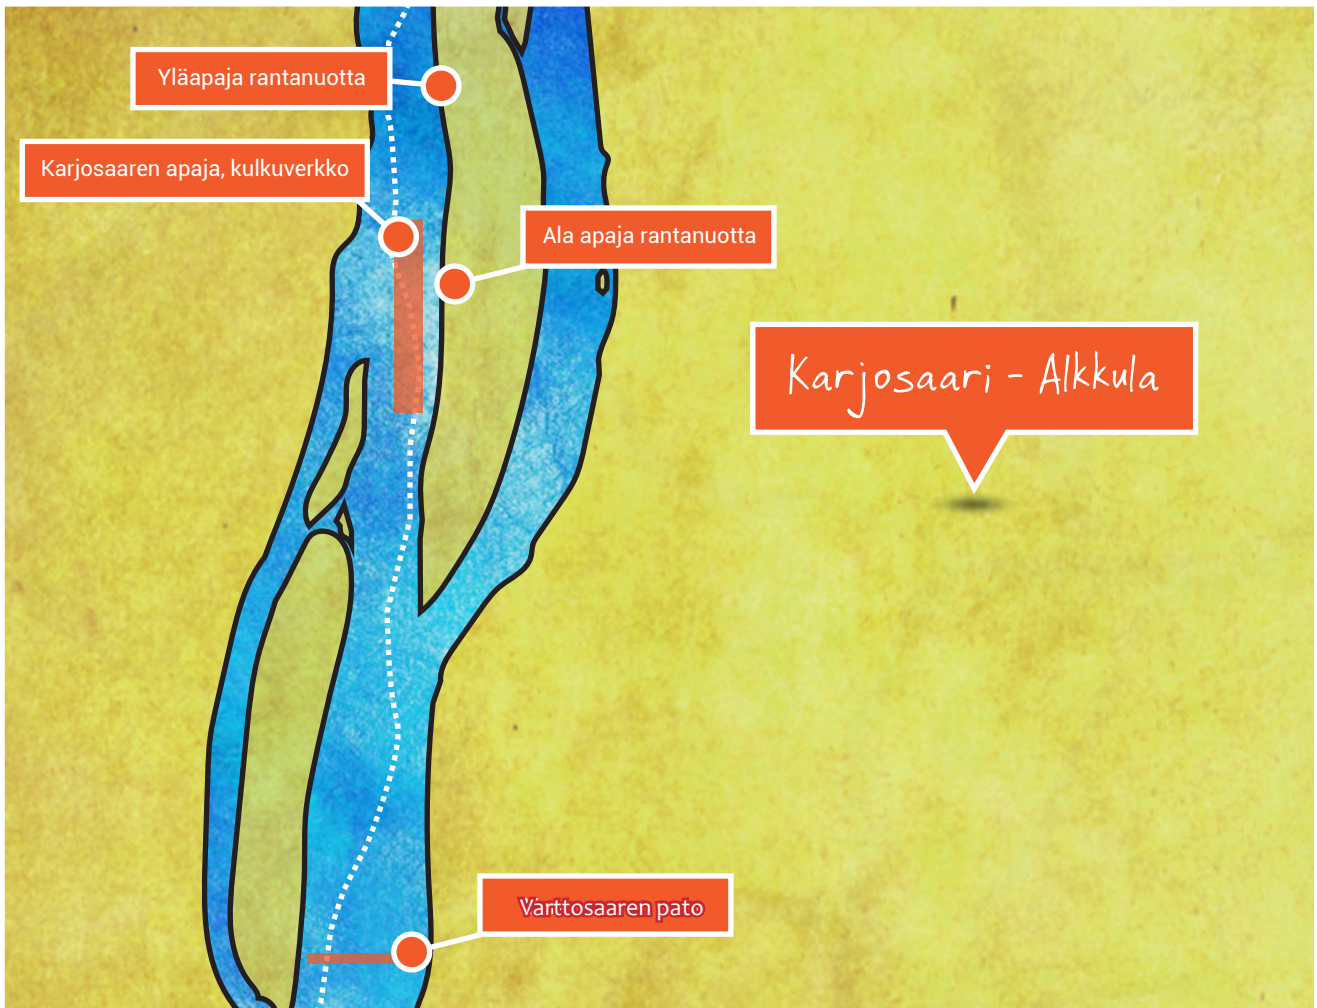 Yläapaja rantanuotta
Karjosaaren apaja, kulkuverkko
Ala apaja rantanuotta
Karjosaari - Alkkula
Varttosaaren pato